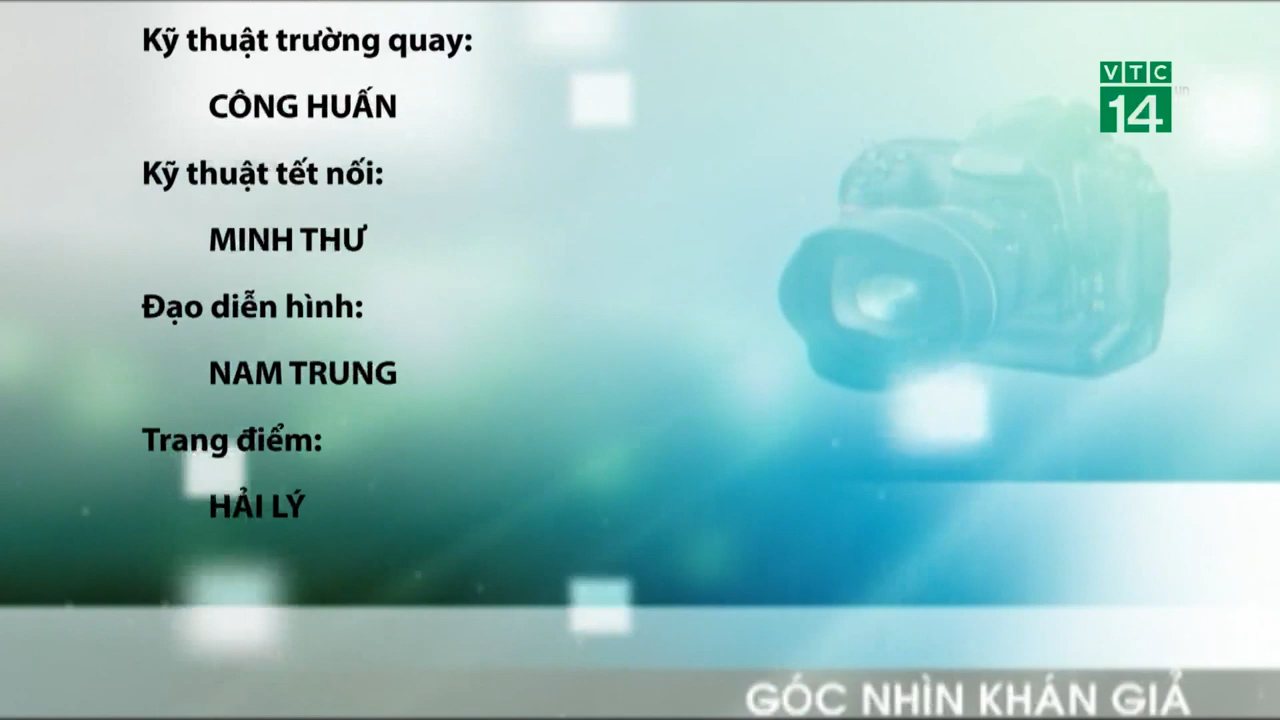 Kỹ thuật trường quay:
CÔNG HUẤN
Kỹ thuật tết nối:
MINH THƯ
Đạo diễn hình:
NAM TRUNG
Trang điểm:
HẢI LÝ
VTC
14
.vn
GÓC NHÌN KHÁN GIẢ